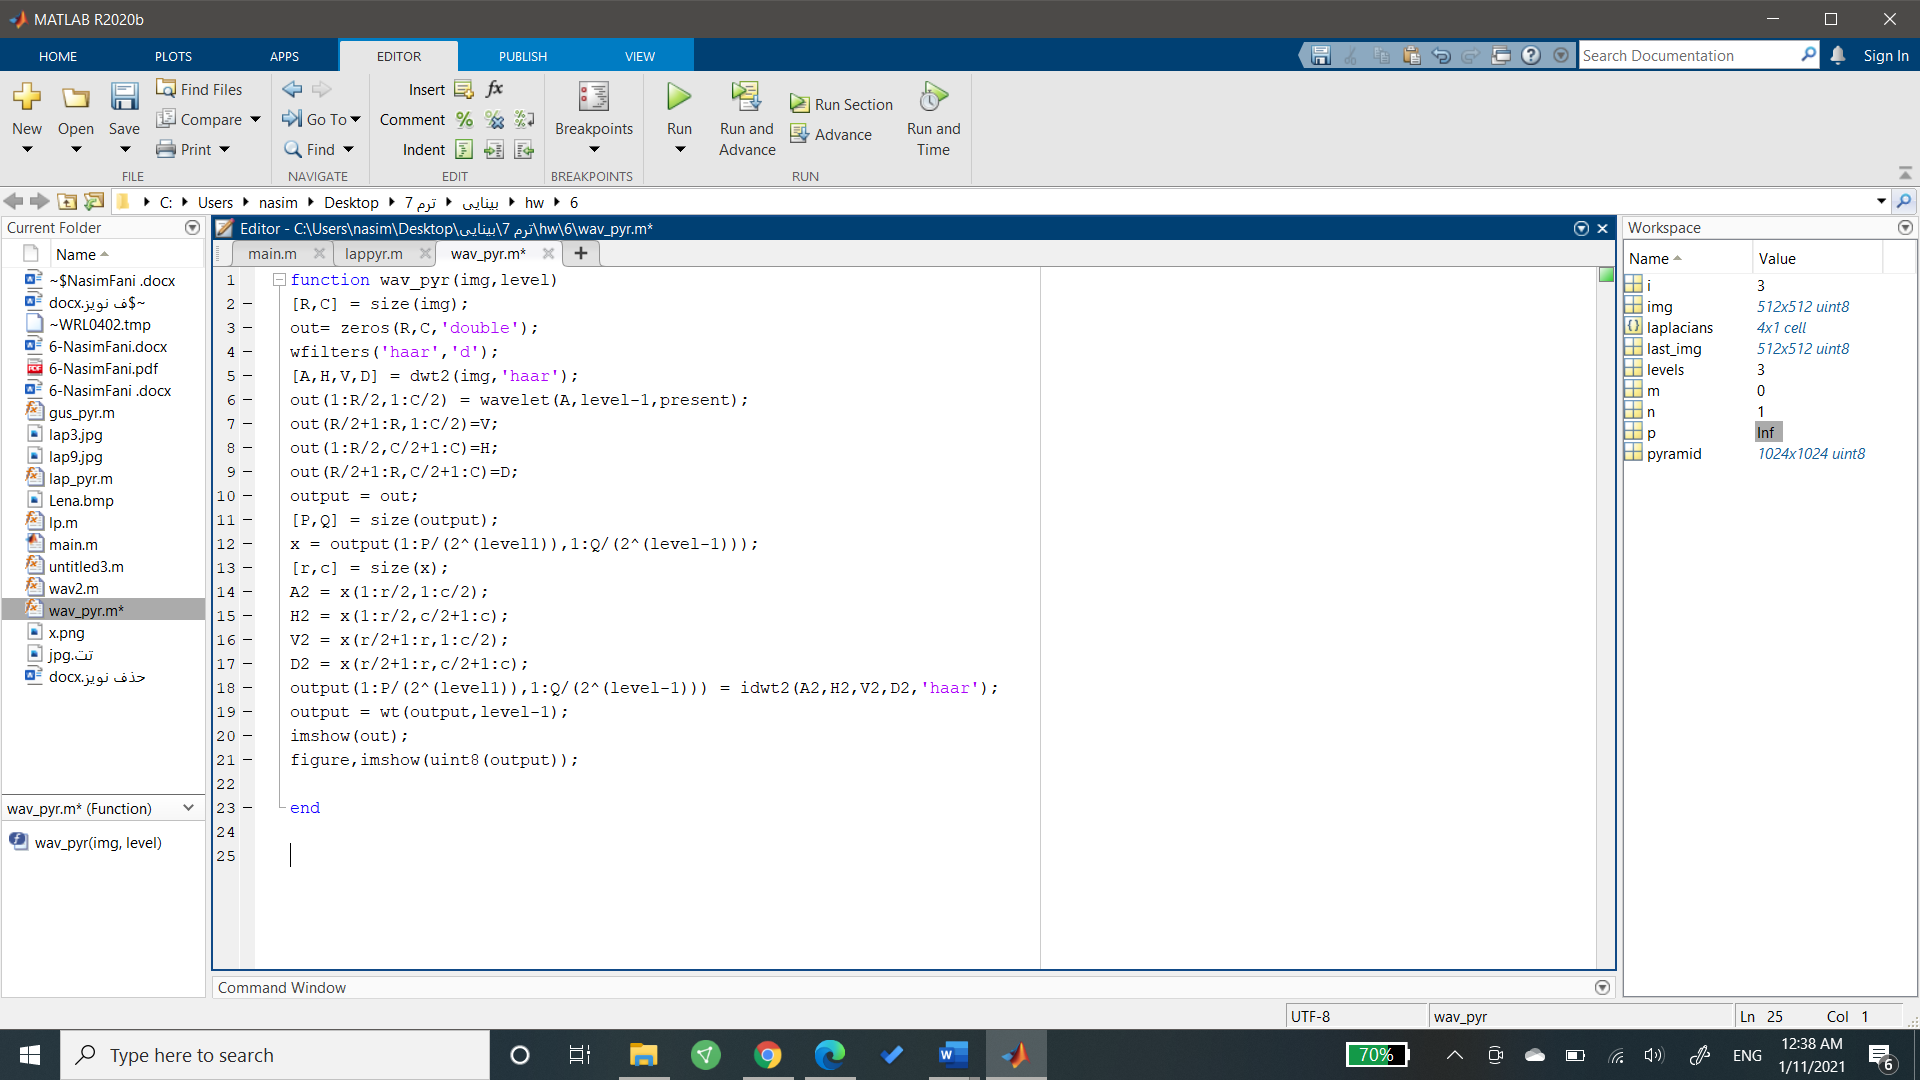 MATLAB R2020b
HOME PLOTS APPS EDITOR PUBLISH VIEW
Search Documentation
Sign In
New Open Save
Find Files
Compare
Print
FILE
Go To
Find
NAVIGATE
Insert
Comment
Indent
EDIT
Breakpoints
BREAKPOINTS
Run
Run and Advance
Run Section
Advance
Run and Time
RUN
C: Users nasim Desktop ترم 7 بینایی hw 6
Current Folder
Name
~$NasimFani .docx
~$ف نویز.docx
~WRL0402.tmp
6-NasimFani.docx
6-NasimFani.pdf
6-NasimFani .docx
gus_pyr.m
lap3.jpg
lap9.jpg
lap_pyr.m
Lena.bmp
lp.m
main.m
untitled3.m
wav2.m
wav_pyr.m*
x.png
تت.jpg
حذف نویز.docx
wav_pyr.m* (Function)
wav_pyr(img, level)
Editor - C:\Users\nasim\Desktop\ترم 7\بینایی\hw\6\wav_pyr.m*
main.m lappyr.m wav_pyr.m*
1 function wav_pyr(img,level)
2 [R,C] = size(img);
3 out= zeros(R,C,'double');
4 wfilters('haar','d');
5 [A,H,V,D] = dwt2(img,'haar');
6 out(1:R/2,1:C/2) = wavelet(A,level-1,present);
7 out(R/2+1:R,1:C/2)=V;
8 out(1:R/2,C/2+1:C)=H;
9 out(R/2+1:R,C/2+1:C)=D;
10 output = out;
11 [P,Q] = size(output);
12 x = output(1:P/(2^(level1)),1:Q/(2^(level-1)));
13 [r,c] = size(x);
14 A2 = x(1:r/2,1:c/2);
15 H2 = x(1:r/2,c/2+1:c);
16 V2 = x(r/2+1:r,1:c/2);
17 D2 = x(r/2+1:r,c/2+1:c);
18 output(1:P/(2^(level1)),1:Q/(2^(level-1))) = idwt2(A2,H2,V2,D2,'haar');
19 output = wt(output,level-1);
20 imshow(out);
21 figure,imshow(uint8(output));
22
23 end
24
25
Command Window
Workspace
Name Value
i 3
img 512x512 uint8
laplacians 4x1 cell
last_img 512x512 uint8
levels 3
m 0
n 1
p Inf
pyramid 1024x1024 uint8
UTF-8 wav_pyr Ln 25 Col 1
Type here to search
70%
ENG
12:38 AM
1/11/2021
6